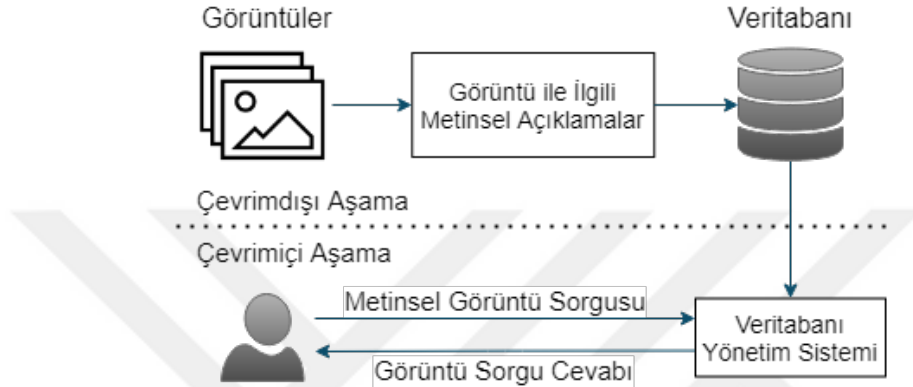 Görüntüler
Veritabanı
Görüntü ile İlgili
Metinsel Açıklamalar
Çevrimdışı Aşama
Çevrimiçi Aşama
Metinsel Görüntü Sorgusu
Veritabanı
Yönetim Sistemi
Görüntü Sorgu Cevabı